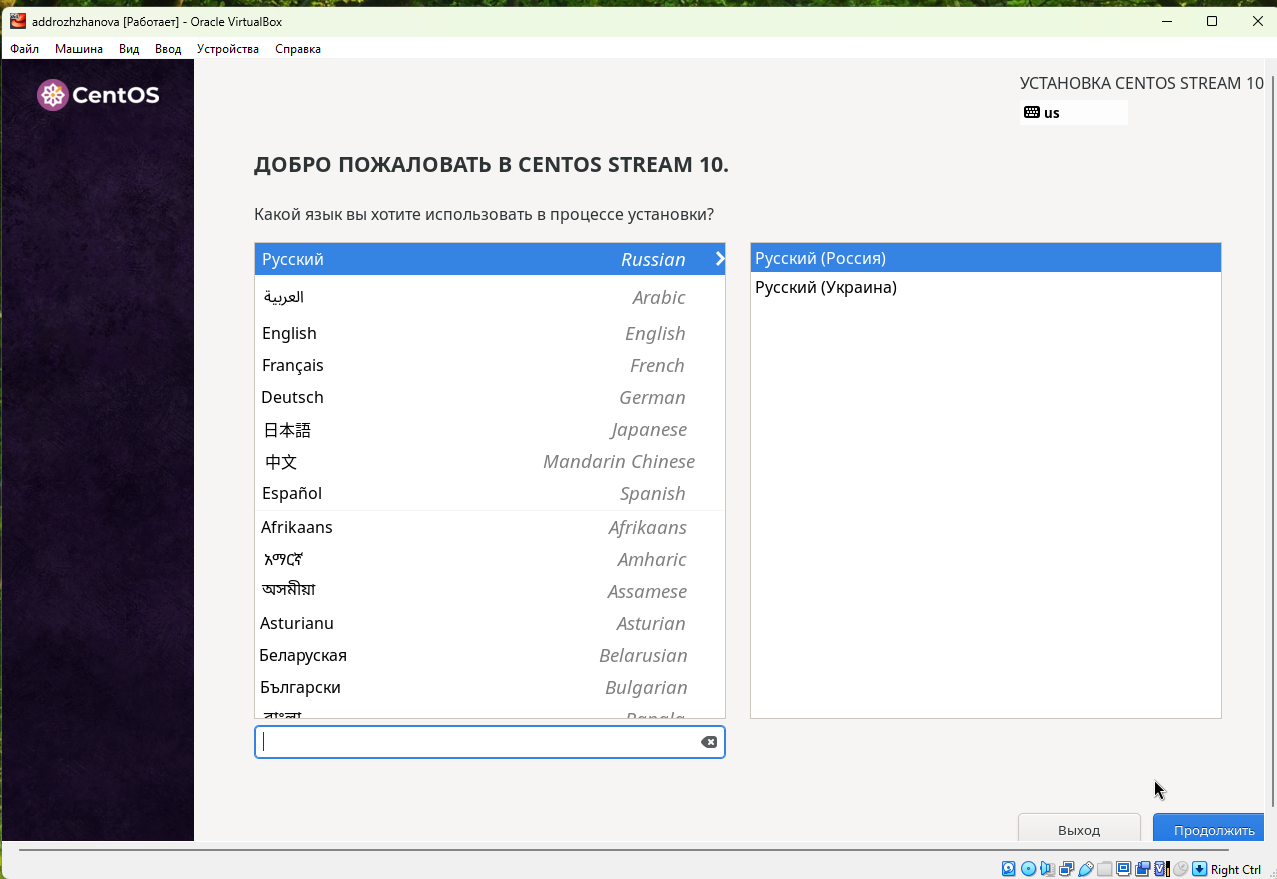 addrozhzhanova [Работает] - Oracle VirtualBox
Файл Машина Вид Ввод Устройства Справка
CentOS
УСТАНОВКА CENTOS STREAM 10
us
ДОБРО ПОЖАЛОВАТЬ В CENTOS STREAM 10.
Какой язык вы хотите использовать в процессе установки?
Русский Russian
Русский (Россия)
العربية Arabic
Русский (Украина)
English English
Français French
Deutsch German
日本語 Japanese
中文 Mandarin Chinese
Español Spanish
Afrikaans Afrikaans
አማርኛ Amharic
অসমীয়া Assamese
Asturianu Asturian
Беларуская Belarusian
Български Bulgarian
বাংলা Bangla
Выход Продолжить
Right Ctrl